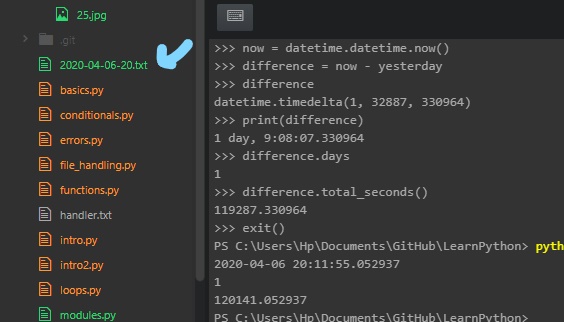 25.jpg
.git
2020-04-06-20.txt
basics.py
conditionals.py
errors.py
file_handling.py
functions.py
handler.txt
intro.py
intro2.py
loops.py
modules.py
>>> now = datetime.datetime.now()
>>> difference = now - yesterday
>>> difference
datetime.timedelta(1, 32887, 330964)
>>> print(difference)
1 day, 9:08:07.330964
>>> difference.days
1
>>> difference.total_seconds()
119287.330964
>>> exit()
PS C:\Users\Hp\Documents\GitHub\LearnPython> pyth
2020-04-06 20:11:55.052937
1
120141.052937
PS C:\Users\Hp\Documents\GitHub\LearnPython>